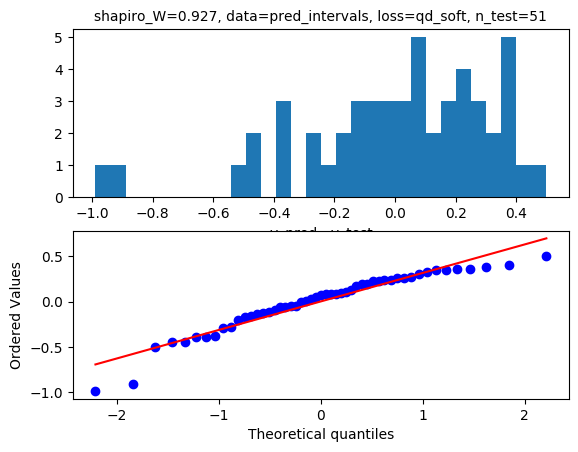 shapiro_W=0.927, data=pred_intervals, loss=qd_soft, n_test=51
5
4
3
2
1
0
−1.0 −0.8 −0.6 −0.4 −0.2 0.0 0.2 0.4
0.5
0.0
−0.5
−1.0
Ordered Values
−2 −1 0 1 2
Theoretical quantiles